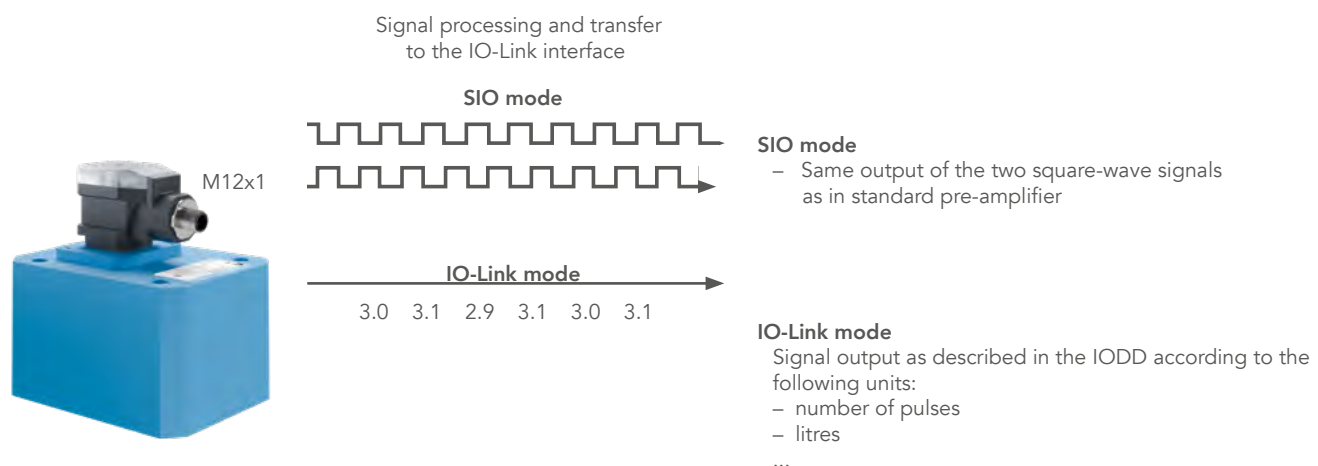 Signal processing and transfer
to the IO-Link interface
SIO mode
M12x1
SIO mode
– Same output of the two square-wave signals
as in standard pre-amplifier
IO-Link mode
3.0 3.1 2.9 3.1 3.0 3.1
IO-Link mode
Signal output as described in the IODD according to the
following units:
– number of pulses
– litres
...